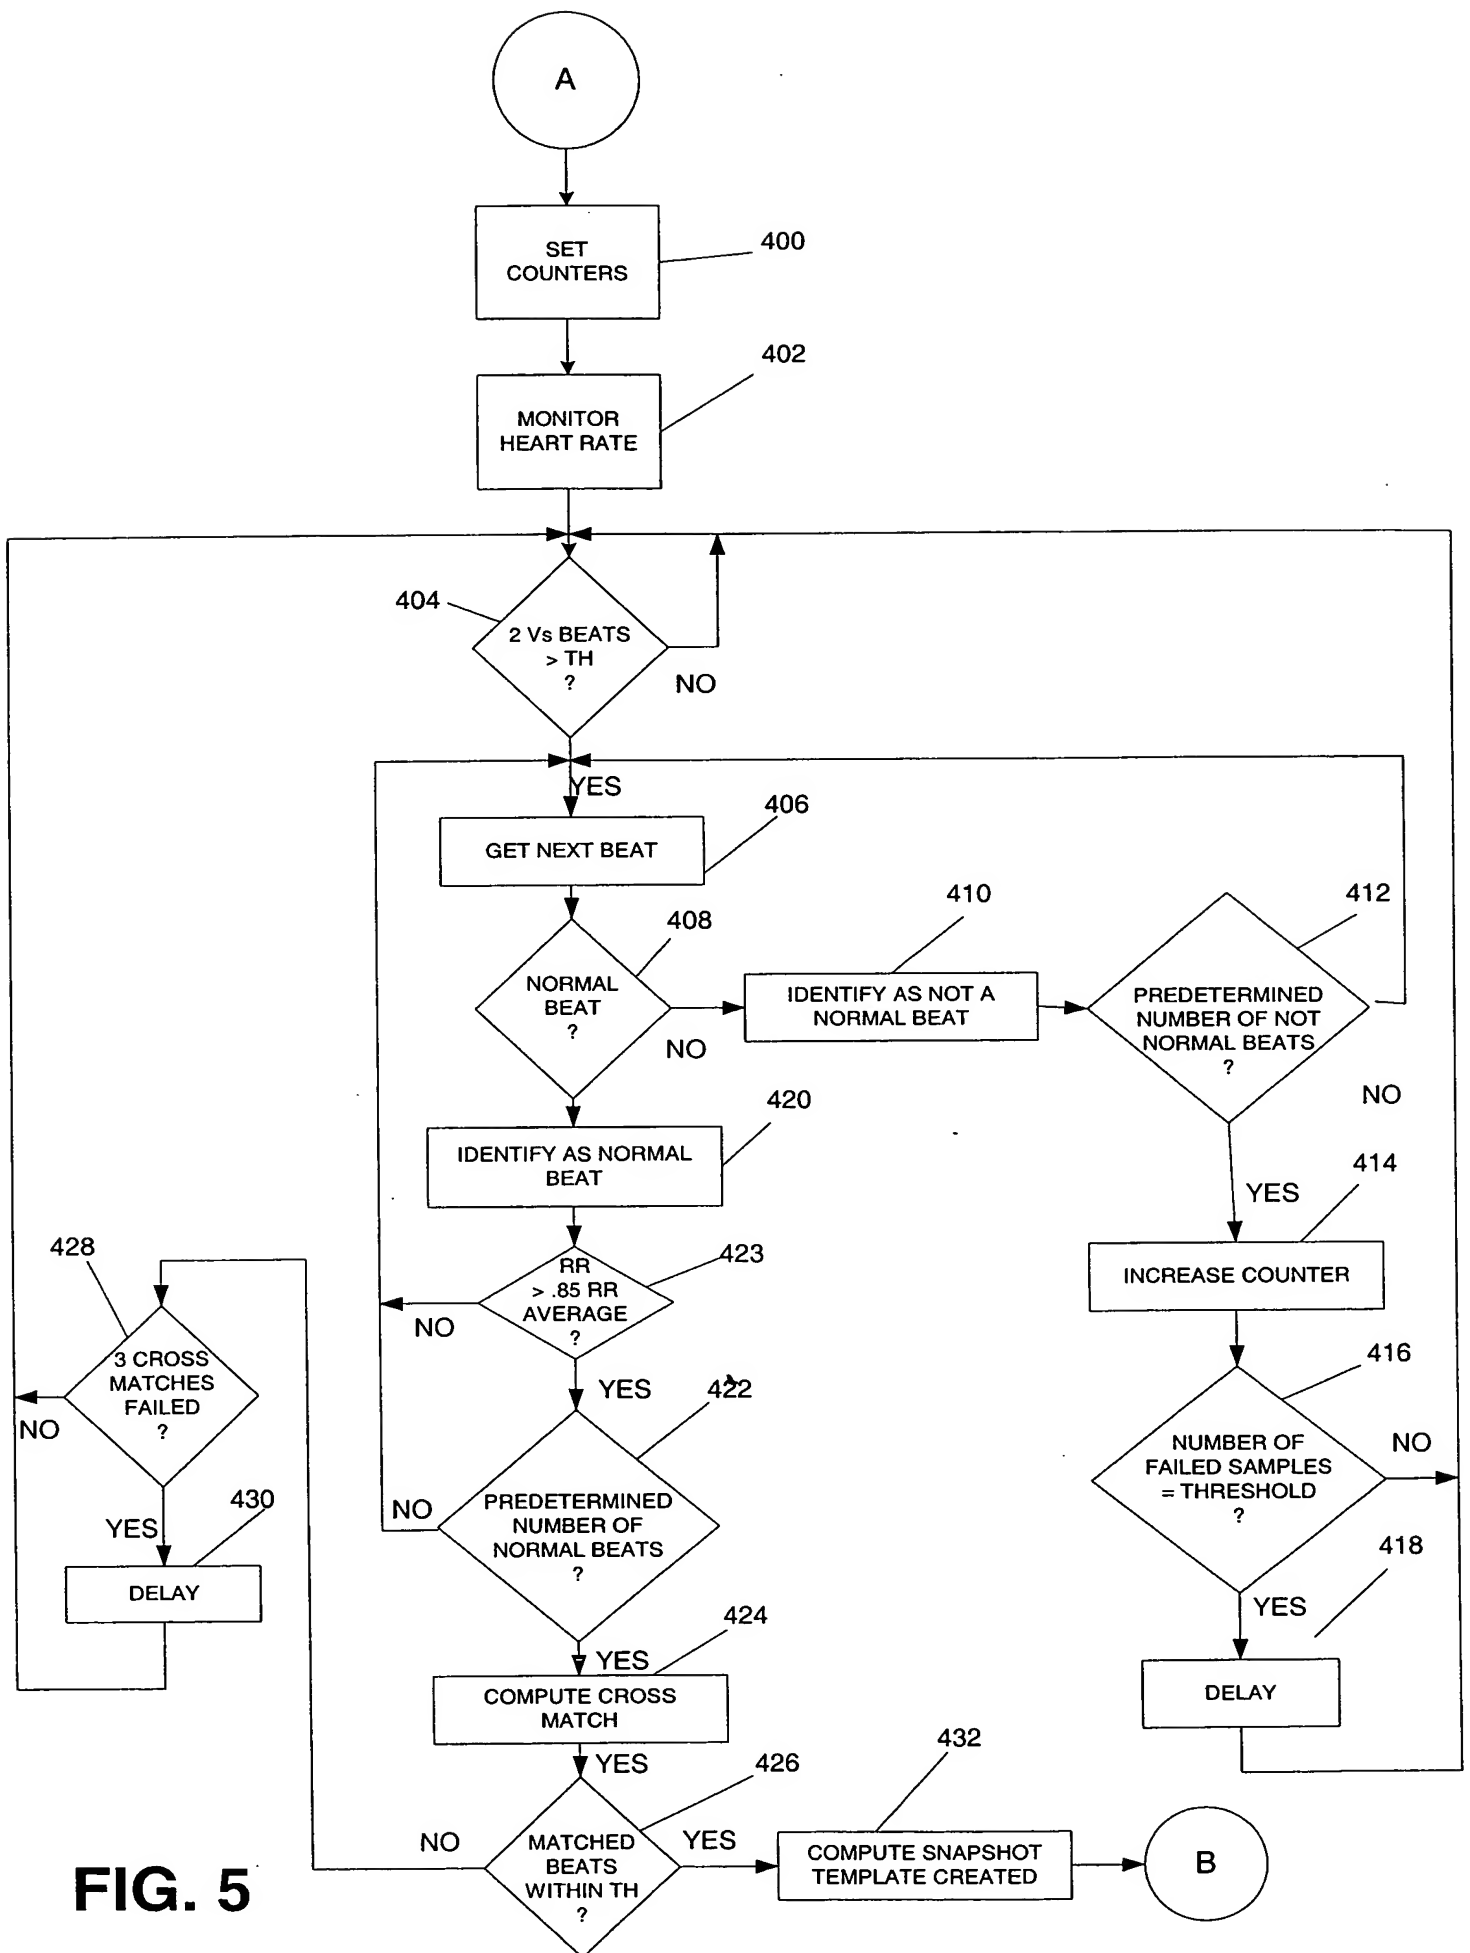 A
SET
COUNTERS
400
MONITOR
HEART RATE
402
404
2 Vs BEATS
> TH
?
NO
YES
GET NEXT BEAT
406
NORMAL
BEAT
?
408
NO
IDENTIFY AS NOT A
NORMAL BEAT
410
PREDETERMINED
NUMBER OF NOT
NORMAL BEATS
?
412
NO
YES
IDENTIFY AS NORMAL
BEAT
420
INCREASE COUNTER
414
RR
> .85 RR
AVERAGE
?
423
NO
YES
428
3 CROSS
MATCHES
FAILED
?
NO
YES
430
DELAY
PREDETERMINED
NUMBER OF
NORMAL BEATS
?
422
NO
YES
NUMBER OF
FAILED SAMPLES
= THRESHOLD
?
416
NO
YES
418
DELAY
COMPUTE CROSS
MATCH
424
YES
MATCHED
BEATS
WITHIN TH
?
426
NO
YES
COMPUTE SNAPSHOT
TEMPLATE CREATED
432
B
FIG. 5